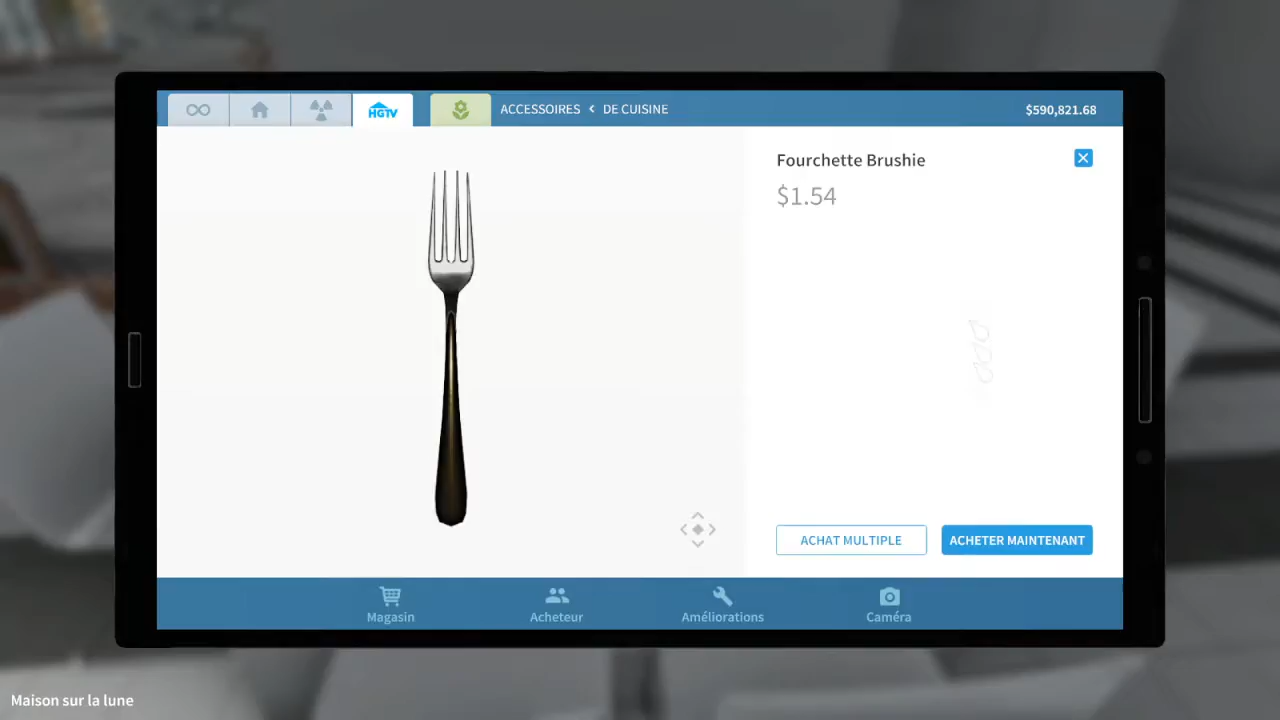 HGTV
ACCESSOIRES < DE CUISINE
$590,821.68
Fourchette Brushie
$1.54
ACHAT MULTIPLE
ACHETER MAINTENANT
Magasin
Acheteur
Améliorations
Caméra
Maison sur la lune